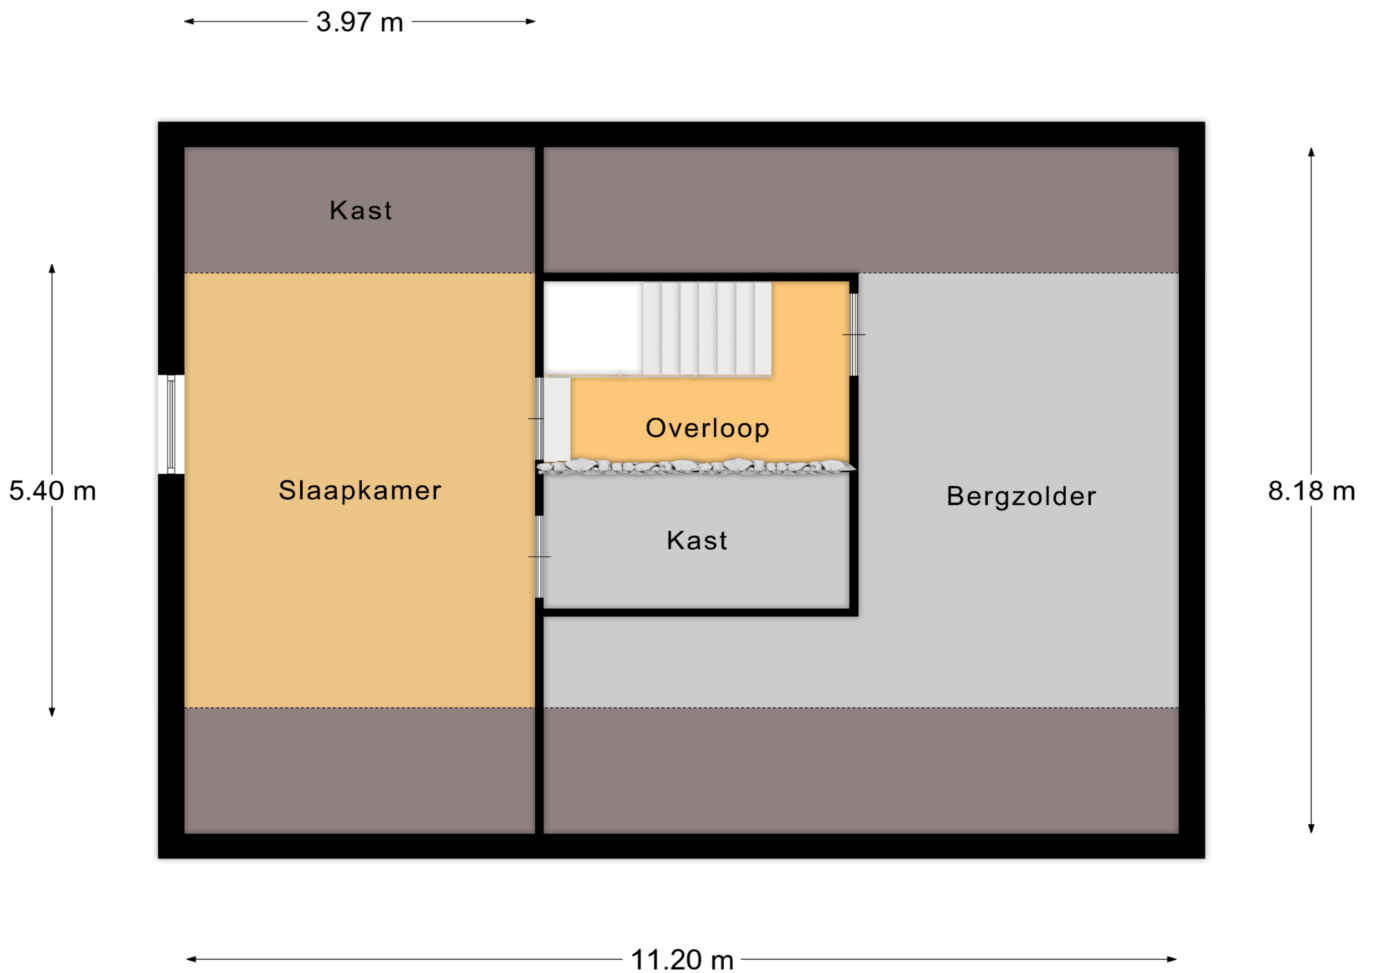 3.97 m
Kast
Overloop
5.40 m
Slaapkamer
Bergzolder
8.18 m
Kast
11.20 m